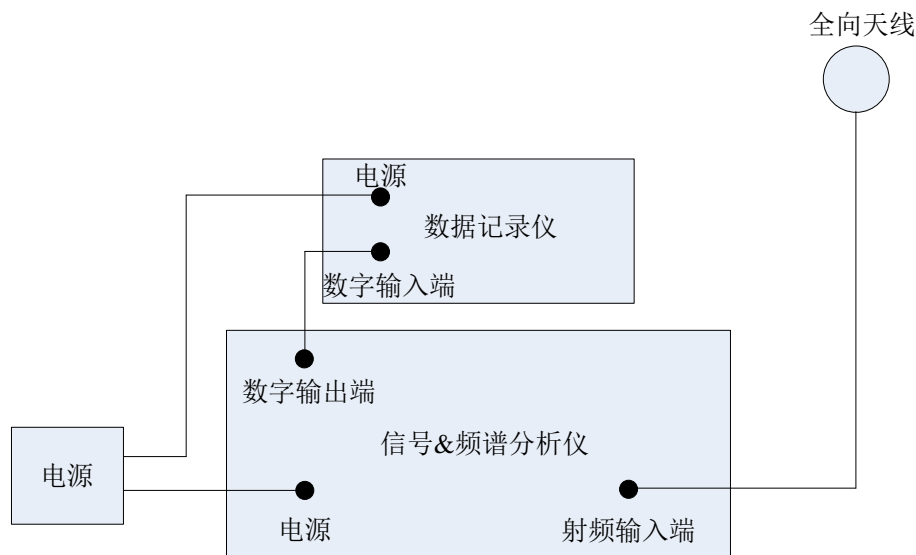 全向天线
电源
数据记录仪
数字输入端
数字输出端
信号&频谱分析仪
电源
电源
射频输入端